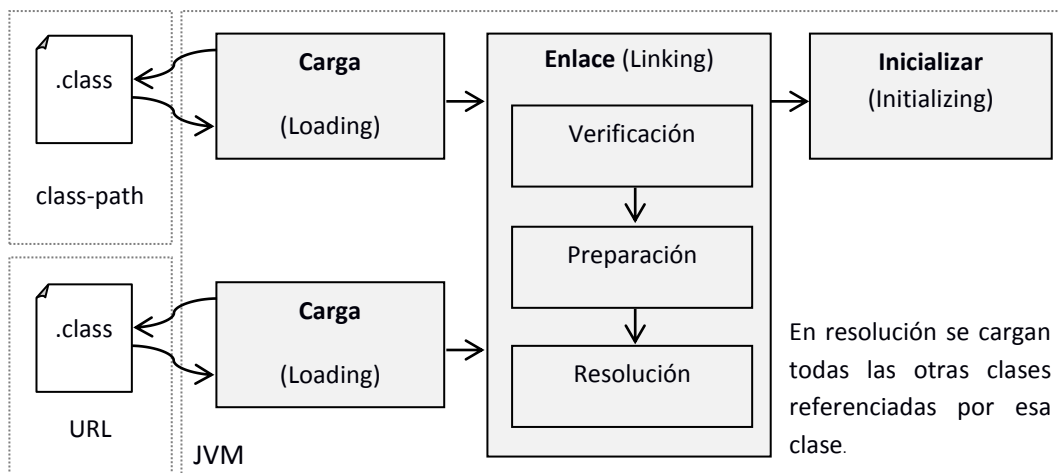 .class
class-path
Carga
(Loading)
Enlace (Linking)
Verificación
Preparación
Resolución
Inicializar
(Initializing)
.class
URL
Carga
(Loading)
JVM
En resolución se cargan
todas las otras clases
referenciadas por esa
clase.